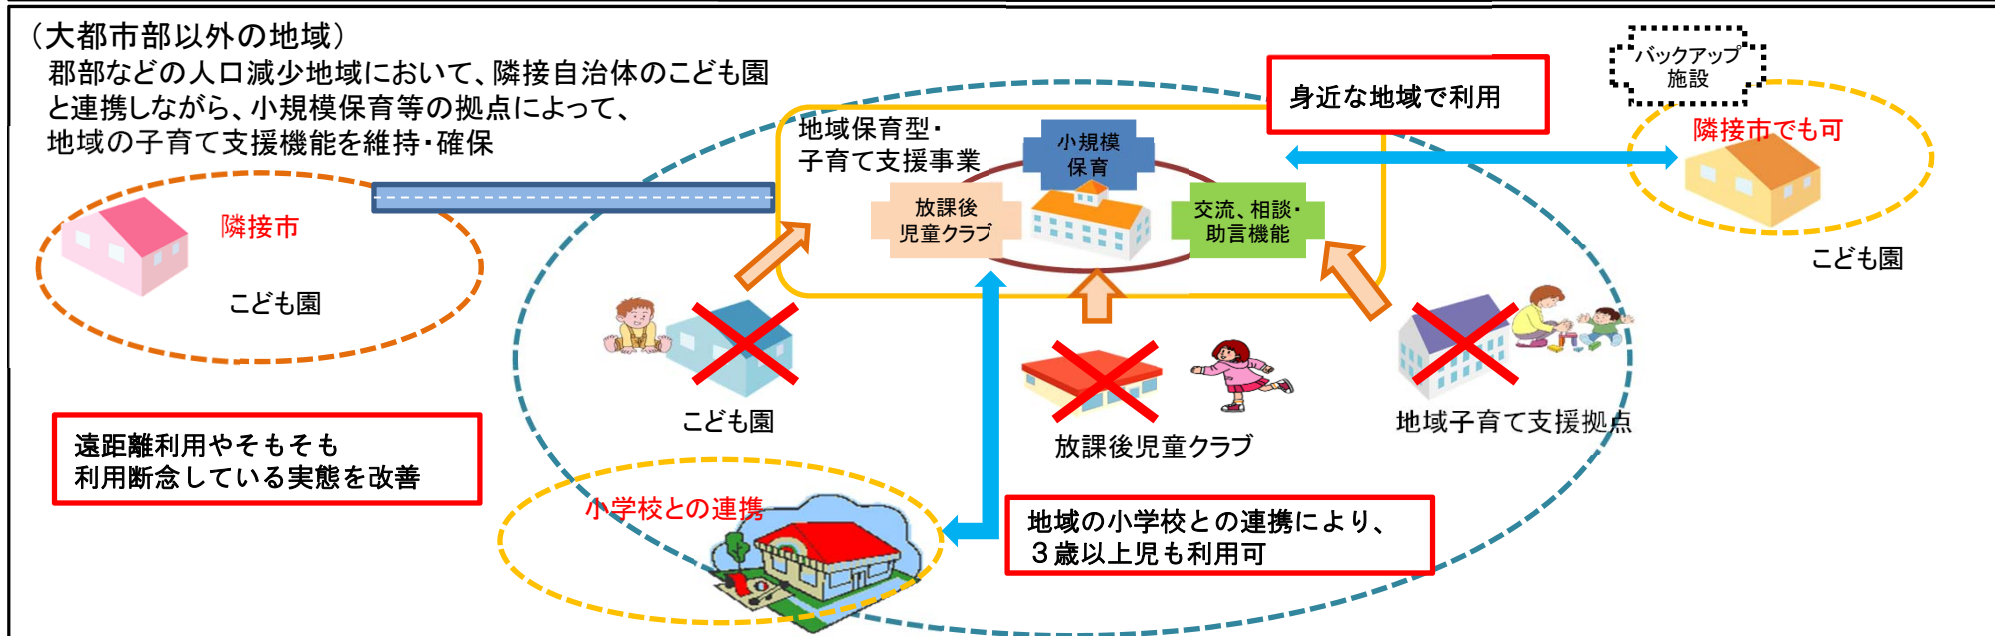 （大都市部以外の地域）
郡部などの人口減少地域において、隣接自治体のこども園
と連携しながら、小規模保育等の拠点によって、
地域の子育て支援機能を維持・確保
バックアップ
施設
身近な地域で利用
隣接市でも可
地域保育型・
子育て支援事業
小規模
保育
放課後
児童クラブ
交流、相談・
助言機能
隣接市
こども園
こども園
こども園
放課後児童クラブ
地域子育て支援拠点
遠距離利用やそもそも
利用断念している実態を改善
小学校との連携
地域の小学校との連携により、
３歳以上児も利用可